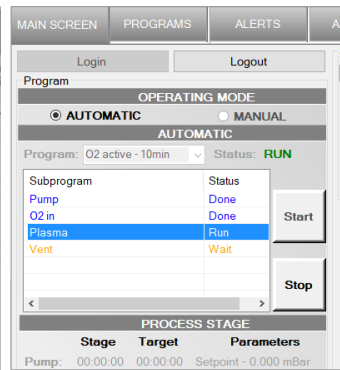 MAIN SCREEN PROGRAMS ALERTS A
Login Logout
Program
OPERATING MODE
AUTOMATIC MANUAL
AUTOMATIC
Program: O2 active - 10min Status: RUN
Subprogram Status
Pump Done
O2 in Done
Plasma Run
Vent Wait
Start
Stop
PROCESS STAGE
Stage Target Parameters
Pump: 00:00:00 00:00:00 Setpoint - 0.000 mBar